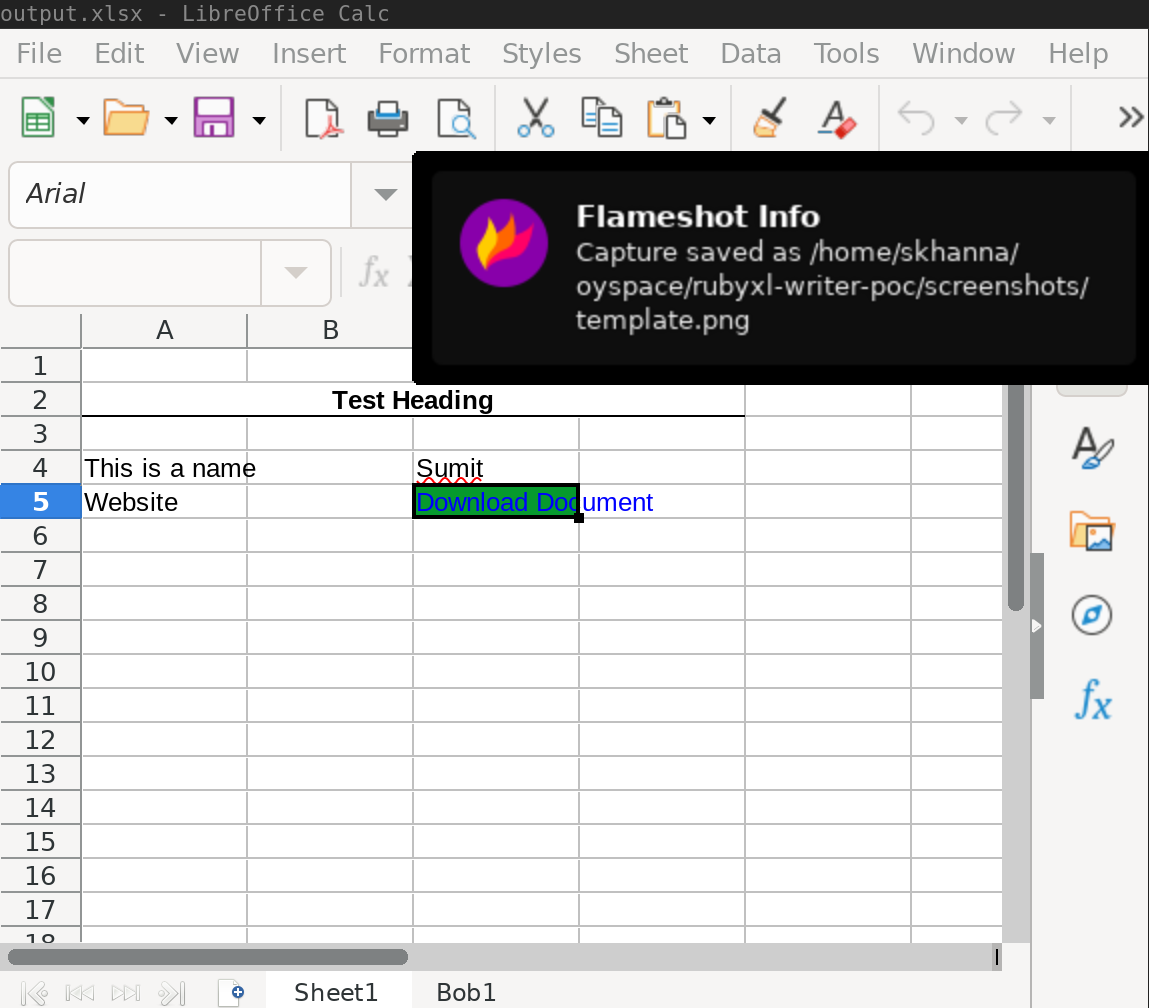 output.xlsx - LibreOffice Calc
File Edit View Insert Format Styles Sheet Data Tools Window Help
Arial
Flameshot Info
Capture saved as /home/skhanna/
oyspace/rubyxl-writer-poc/screenshots/
template.png
fx
A B
1
2 Test Heading
3
4 This is a name Sumit
5 Website Download Document
6
7
8
9
10
11
12
13
14
15
16
17
18
fx
Sheet1 Bob1